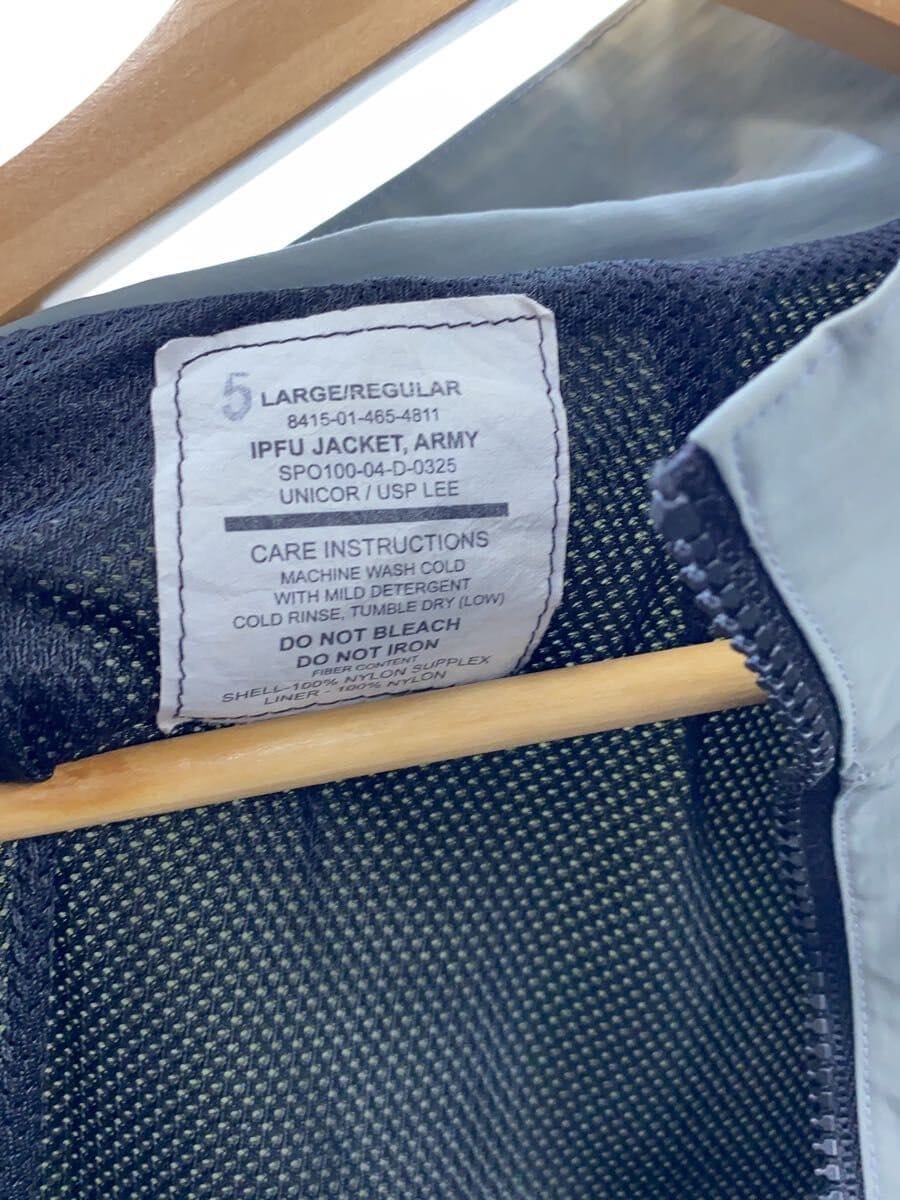 5 LARGE/REGULAR
8415-01-465-4811
IPFU JACKET, ARMY
SPO100-04-D-0325
UNICOR / USP LEE
CARE INSTRUCTIONS
MACHINE WASH COLD
WITH MILD DETERGENT
COLD RINSE, TUMBLE DRY (LOW)
DO NOT BLEACH
DO NOT IRON
FIBER CONTENT
SHELL-100% NYLON SUPPLEX
LINER - 100% NYLON